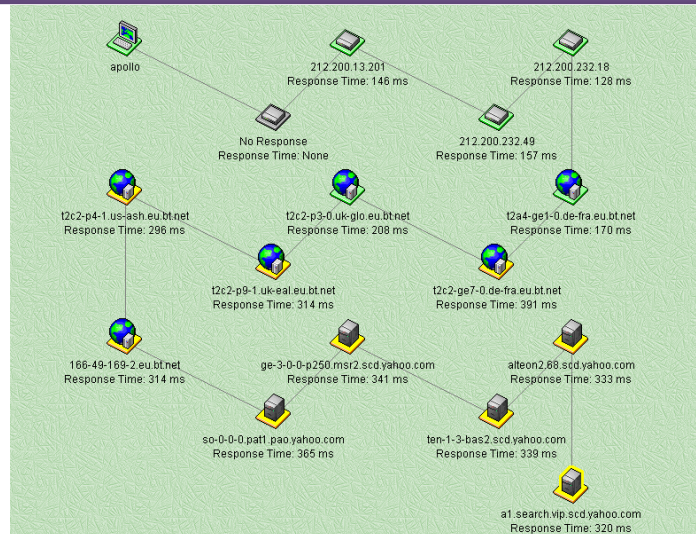 apollo
212.200.13.201
Response Time: 146 ms
212.200.232.18
Response Time: 128 ms
No Response
Response Time: None
212.200.232.49
Response Time: 157 ms
t2c2-p4-1.us-ash.eu.bt.net
Response Time: 296 ms
t2c2-p3-0.uk-glo.eu.bt.net
Response Time: 208 ms
t2a4-ge1-0.de-fra.eu.bt.net
Response Time: 170 ms
t2c2-p9-1.uk-eal.eu.bt.net
Response Time: 314 ms
t2c2-ge7-0.de-fra.eu.bt.net
Response Time: 391 ms
166-49-169-2.eu.bt.net
Response Time: 314 ms
ge-3-0-0-p250.msr2.scd.yahoo.com
Response Time: 341 ms
alteon2.68.scd.yahoo.com
Response Time: 333 ms
so-0-0-0.pat1.pao.yahoo.com
Response Time: 365 ms
ten-1-3-bas2.scd.yahoo.com
Response Time: 339 ms
a1.search.vip.scd.yahoo.com
Response Time: 320 ms